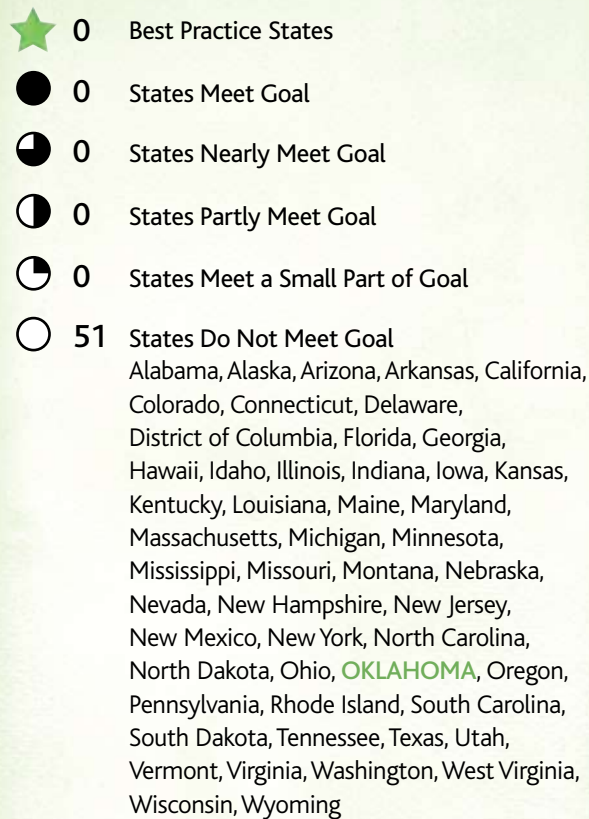 0 Best Practice States
0 States Meet Goal
0 States Nearly Meet Goal
0 States Partly Meet Goal
0 States Meet a Small Part of Goal
51 States Do Not Meet Goal
Alabama, Alaska, Arizona, Arkansas, California,
Colorado, Connecticut, Delaware,
District of Columbia, Florida, Georgia,
Hawaii, Idaho, Illinois, Indiana, Iowa, Kansas,
Kentucky, Louisiana, Maine, Maryland,
Massachusetts, Michigan, Minnesota,
Mississippi, Missouri, Montana, Nebraska,
Nevada, New Hampshire, New Jersey,
New Mexico, New York, North Carolina,
North Dakota, Ohio, OKLAHOMA, Oregon,
Pennsylvania, Rhode Island, South Carolina,
South Dakota, Tennessee, Texas, Utah,
Vermont, Virginia, Washington, West Virginia,
Wisconsin, Wyoming